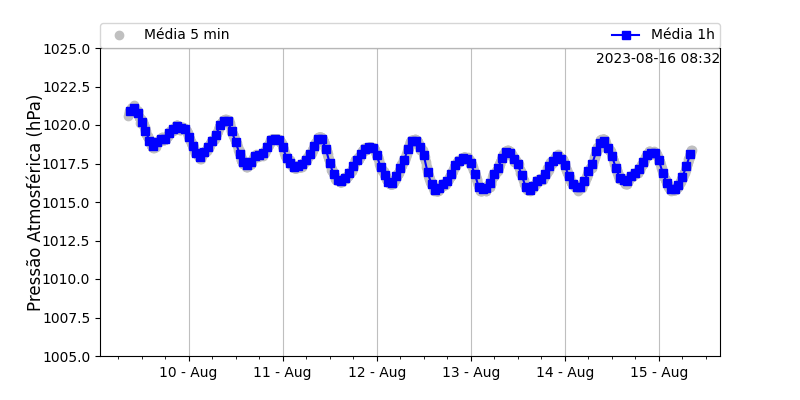 Média 5 min
Média 1h
2023-08-16 08:32
Pressão Atmosférica (hPa)
1025.0
1022.5
1020.0
1017.5
1015.0
1012.5
1010.0
1007.5
1005.0
10 - Aug
11 - Aug
12 - Aug
13 - Aug
14 - Aug
15 - Aug